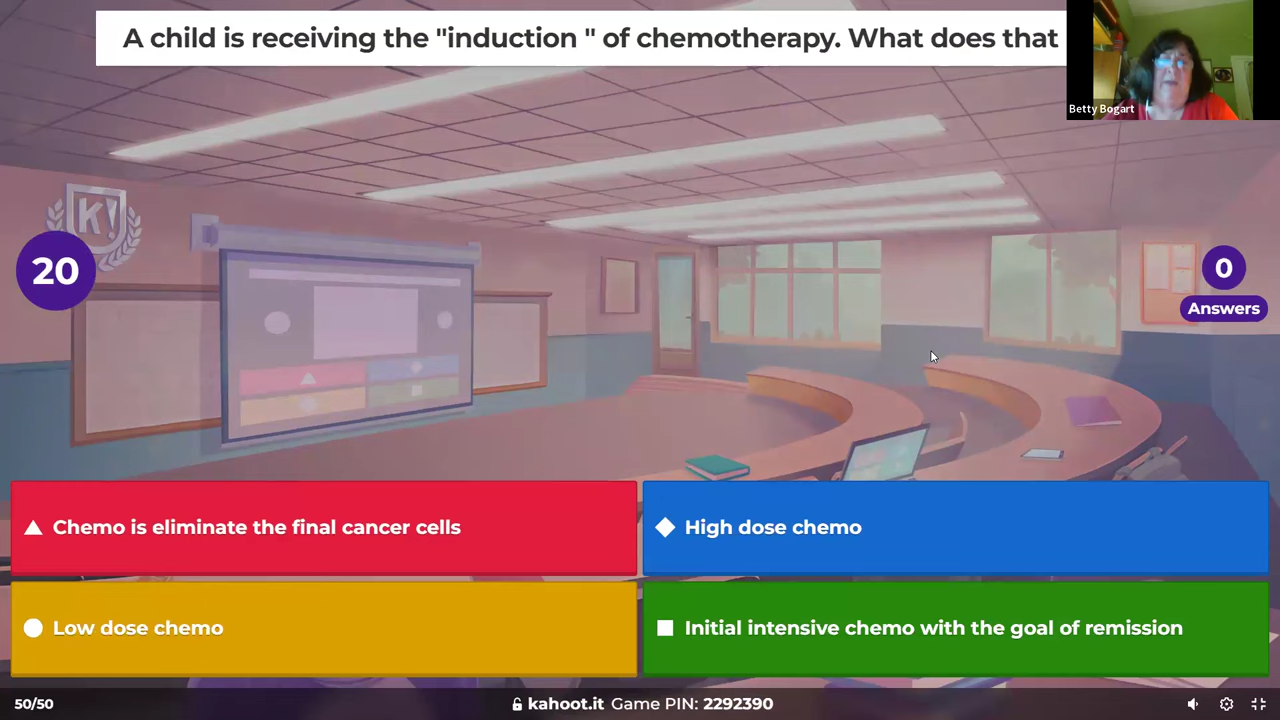 A child is receiving the "induction " of chemotherapy. What does that
Betty Bogart
K!
20
0
Answers
Chemo is eliminate the final cancer cells
High dose chemo
Low dose chemo
Initial intensive chemo with the goal of remission
50/50
kahoot.it Game PIN: 2292390